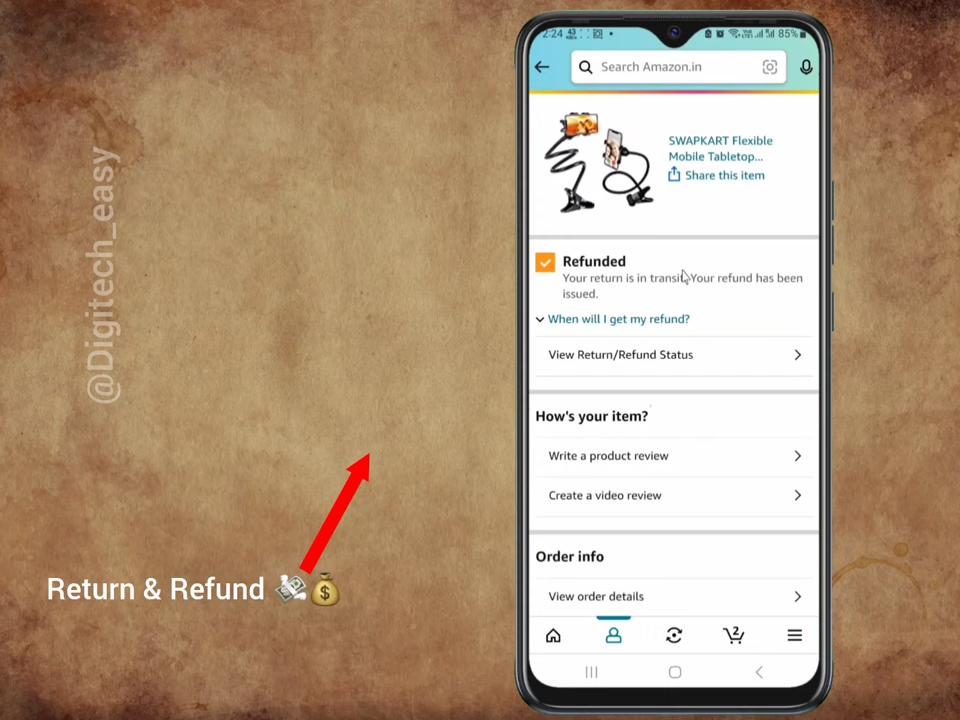 @Digitech_easy
Return & Refund
2:24
85%
Search Amazon.in
SWAPKART Flexible
Mobile Tabletop...
Share this item
Refunded
Your return is in transit. Your refund has been
issued.
When will I get my refund?
View Return/Refund Status
How's your item?
Write a product review
Create a video review
Order info
View order details
2